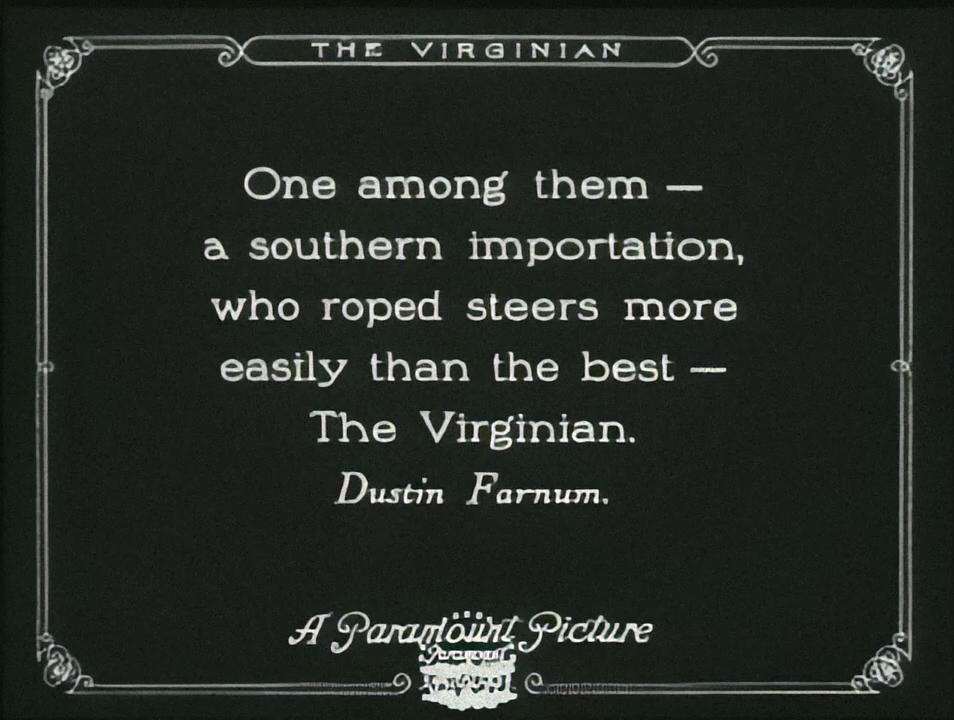 THE VIRGINIAN
One among them —
a southern importation,
who roped steers more
easily than the best —
The Virginian.
Dustin Farnum.
A Paramount Picture
Paramount